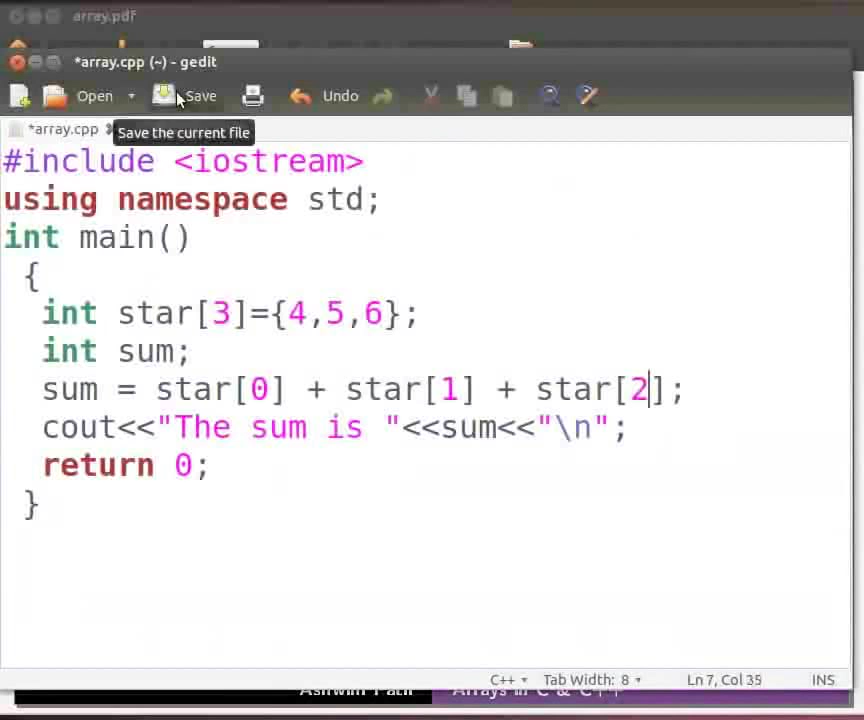 array.pdf
*array.cpp (~) - gedit
Open Save Undo
*array.cpp
Save the current file
#include <iostream>
using namespace std;
int main()
{
int star[3]={4,5,6};
int sum;
sum = star[0] + star[1] + star[2];
cout<<"The sum is "<<sum<<"\n";
return 0;
}
C++ Tab Width: 8 Ln 7, Col 35 INS
Arrays in C & C++